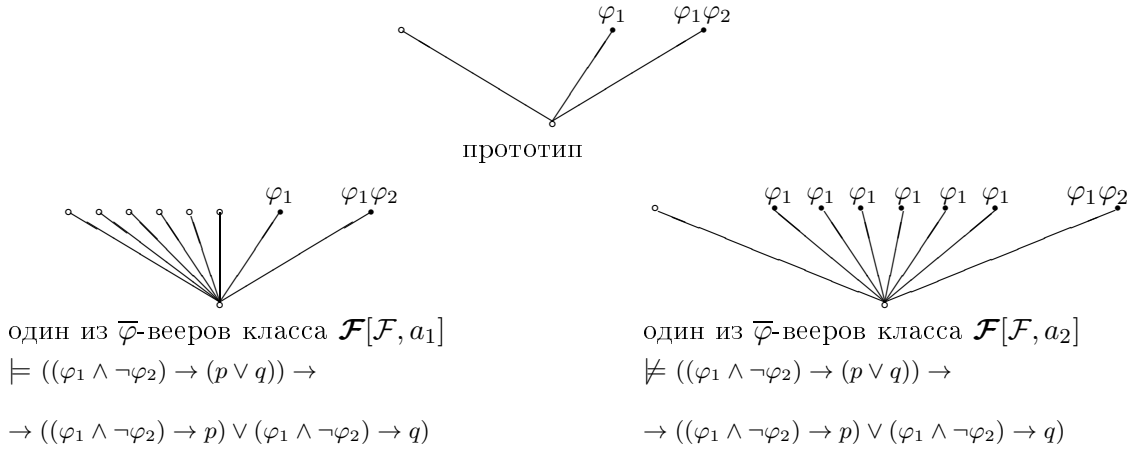 φ₁ φ₁φ₂
прототип
φ₁ φ₁φ₂
φ₁ φ₁ φ₁ φ₁ φ₁ φ₁ φ₁φ₂
один из φ̅-вееров класса 𝓕[ℱ, a₁]
⊨ ((φ₁ ∧ ¬φ₂) → (p ∨ q)) →
→ ((φ₁ ∧ ¬φ₂) → p) ∨ (φ₁ ∧ ¬φ₂) → q)
один из φ̅-вееров класса 𝓕[ℱ, a₂]
⊭ ((φ₁ ∧ ¬φ₂) → (p ∨ q)) →
→ ((φ₁ ∧ ¬φ₂) → p) ∨ (φ₁ ∧ ¬φ₂) → q)